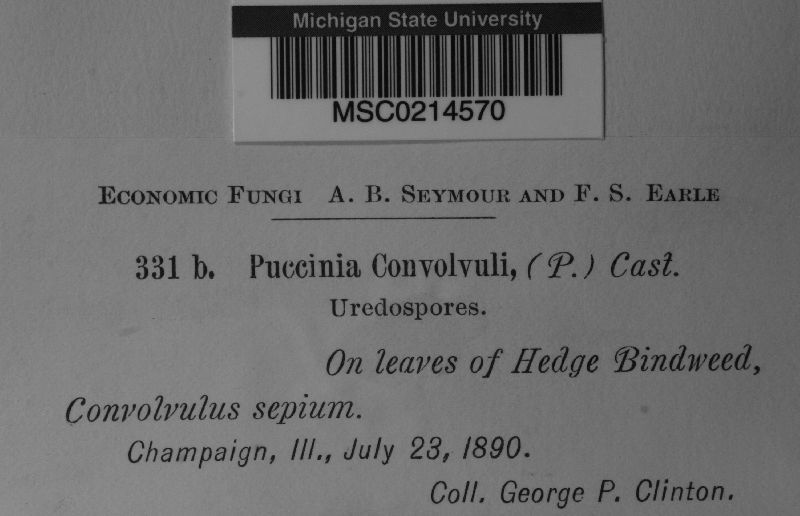 Michigan State University
MSC0214570
Economic Fungi A. B. Seymour and F. S. Earle
331 b. Puccinia Convolvuli, (P.) Cast.
Uredospores.
On leaves of Hedge Bindweed,
Convolvulus sepium.
Champaign, Ill., July 23, 1890.
Coll. George P. Clinton.